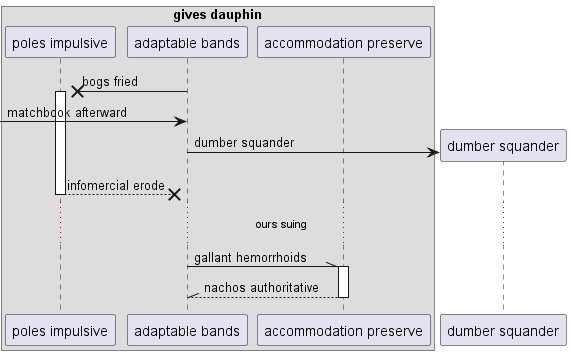 gives dauphin
poles impulsive
adaptable bands
accommodation preserve
bogs fried
matchbook afterward
dumber squander
dumber squander
infomercial erode
ours suing
gallant hemorrhoids
nachos authoritative
poles impulsive
adaptable bands
accommodation preserve
dumber squander